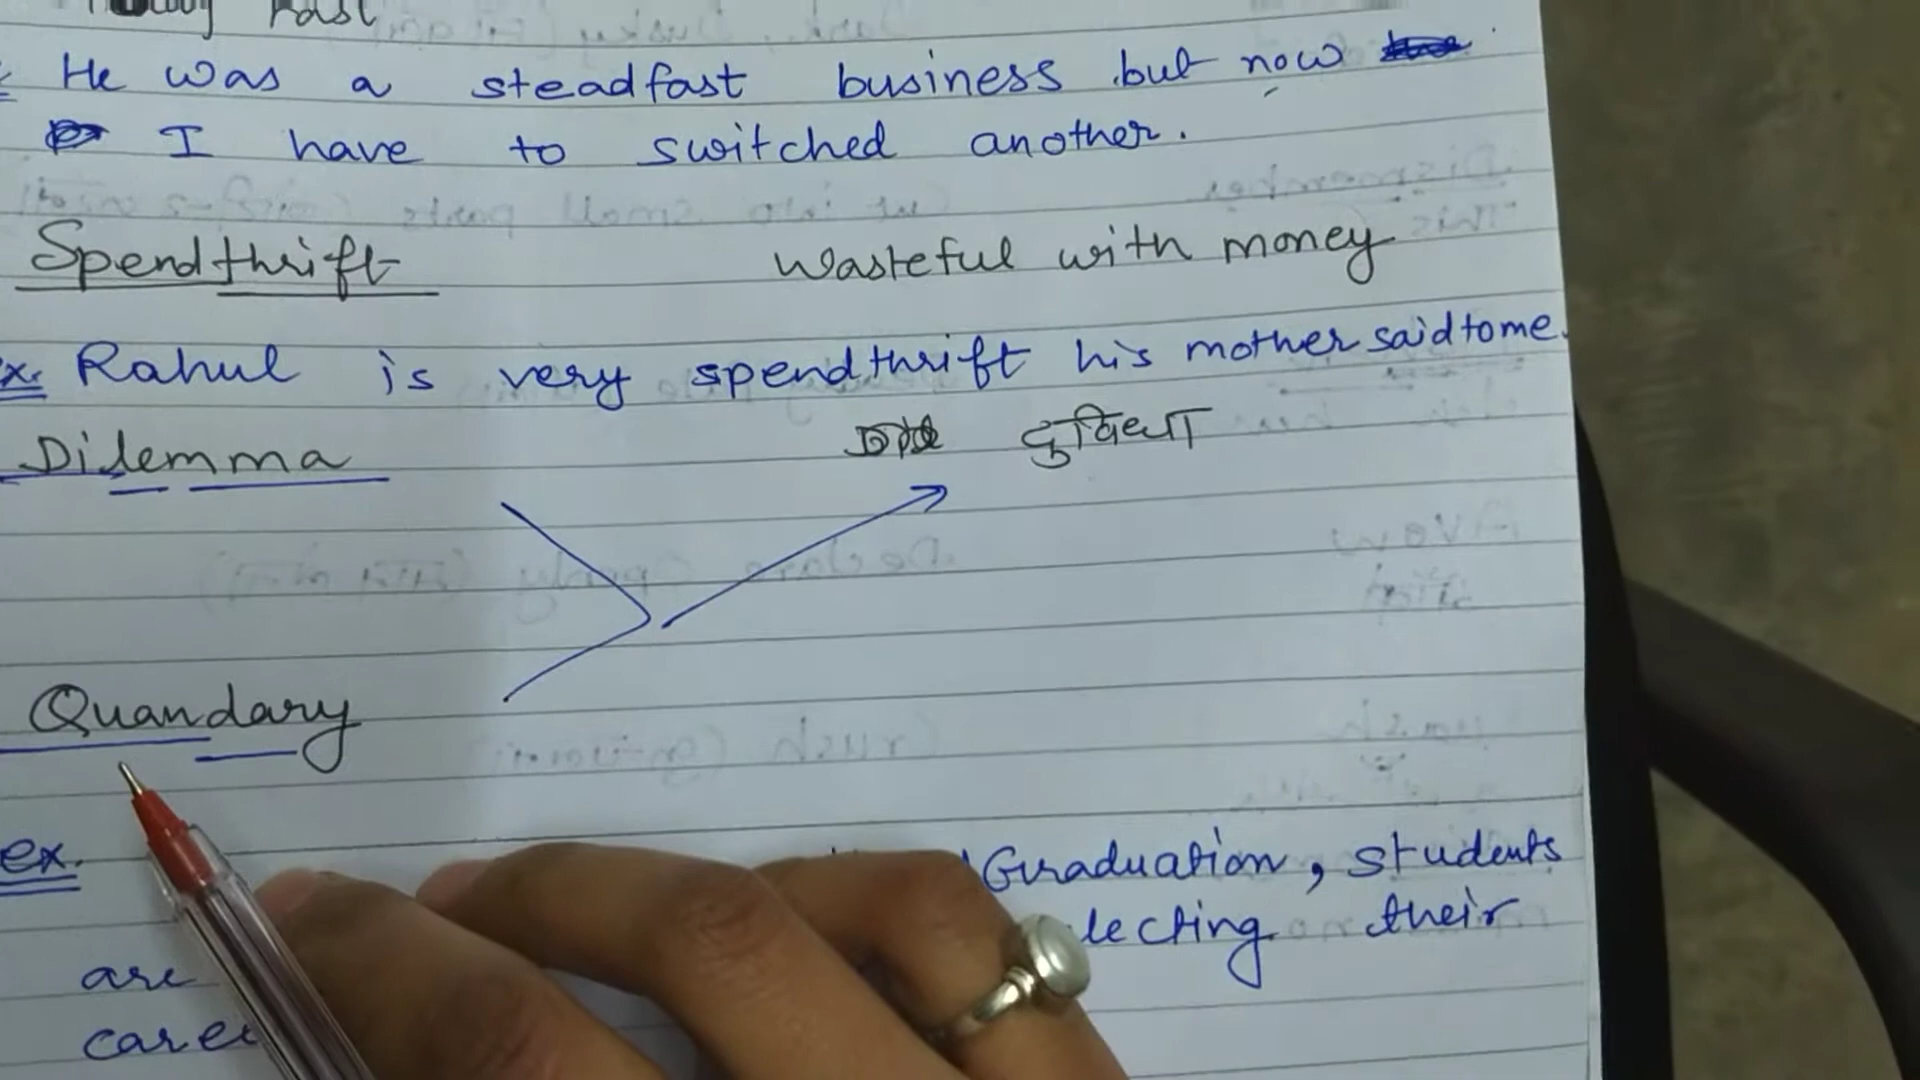 He was a steadfast business but now
I have to switched another.
Spendthrift wasteful with money
ex. Rahul is very spendthrift his mother said to me.
Dilemma दुविधा
Quandary
ex. Graduation, students
are lecting their